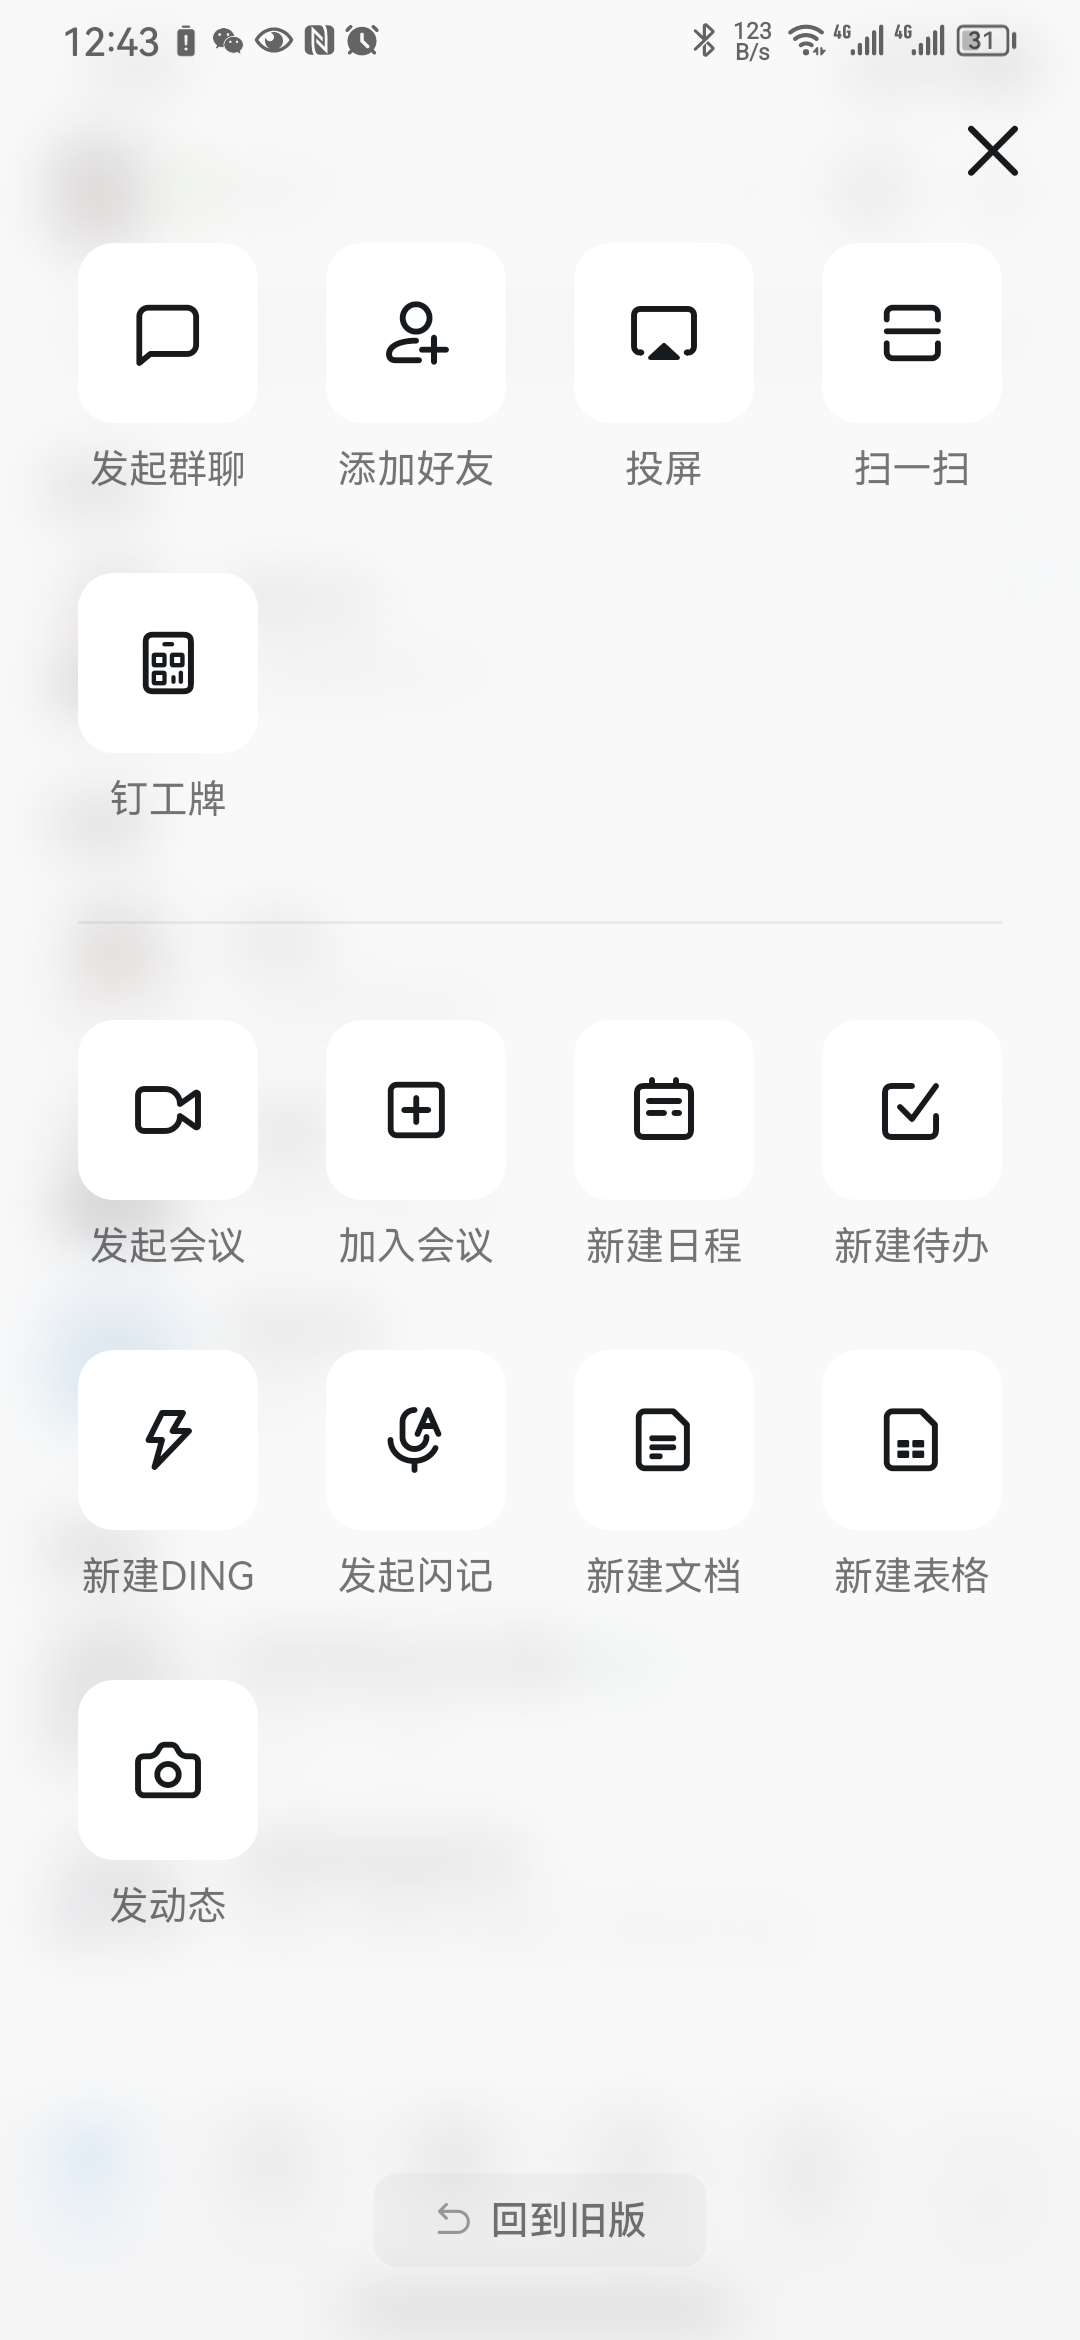 12:43 123 B/s 4G 4G 31
发起群聊 添加好友 投屏 扫一扫
钉工牌
发起会议 加入会议 新建日程 新建待办
新建DING 发起闪记 新建文档 新建表格
发动态
回到旧版